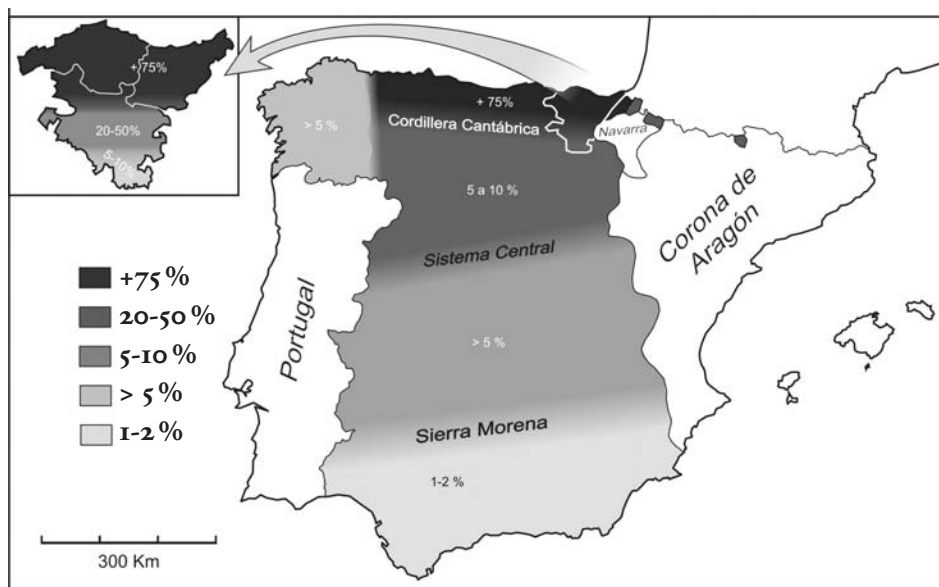 + 75%
20-50%
5-10%
+ 75%
Cordillera Cantábrica
Navarra
> 5 %
5 a 10 %
Sistema Central
Corona de
Aragón
Portugal
> 5 %
Sierra Morena
1-2 %
+75 %
20-50 %
5-10 %
> 5 %
1-2 %
300 Km